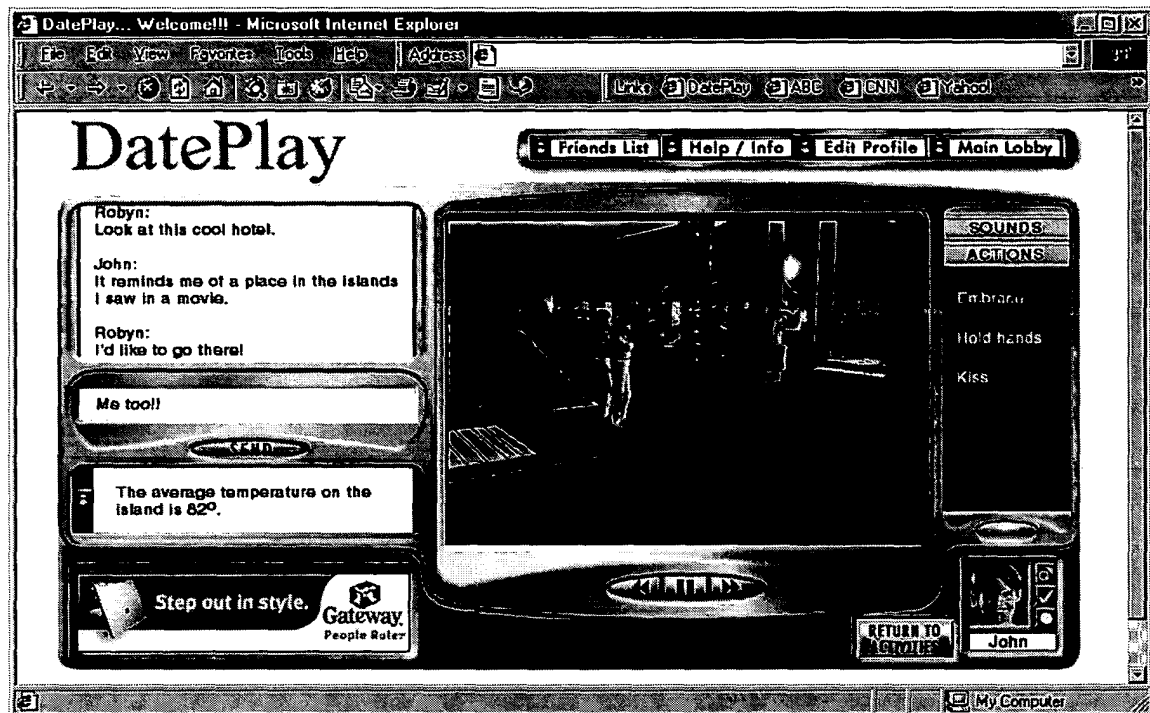 DatePlay... Welcome!!! - Microsoft Internet Explorer
File Edit View Favorites Tools Help Address
Links DatePlay ABC CNN Yahoo!
DatePlay
Friends List Help / Info Edit Profile Main Lobby
Robyn:
Look at this cool hotel.
John:
It reminds me of a place in the islands
I saw in a movie.
Robyn:
I'd like to go there!
Me too!!
SEND
The average temperature on the
island is 82º.
Step out in style.
Gateway
People Rule
SOUNDS
ACTIONS
Embrace
Hold hands
Kiss
RETURN TO
ACTIVITIES
John
My Computer